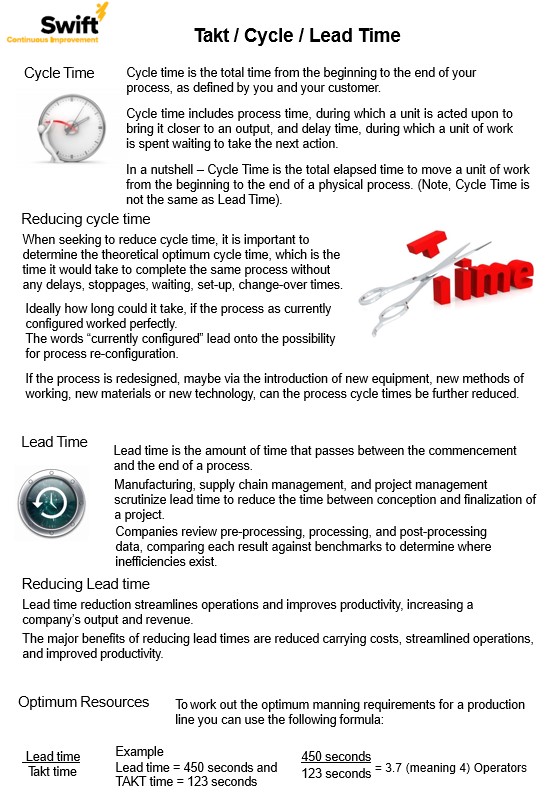 Swift
Continuous Improvement
Takt / Cycle / Lead Time
Cycle Time
Cycle time is the total time from the beginning to the end of your
process, as defined by you and your customer.
Cycle time includes process time, during which a unit is acted upon to
bring it closer to an output, and delay time, during which a unit of work
is spent waiting to take the next action.
In a nutshell – Cycle Time is the total elapsed time to move a unit of work
from the beginning to the end of a physical process. (Note, Cycle Time is
not the same as Lead Time).
Reducing cycle time
When seeking to reduce cycle time, it is important to
determine the theoretical optimum cycle time, which is the
time it would take to complete the same process without
any delays, stoppages, waiting, set-up, change-over times.
Time
Ideally how long could it take, if the process as currently
configured worked perfectly.
The words “currently configured” lead onto the possibility
for process re-configuration.
If the process is redesigned, maybe via the introduction of new equipment, new methods of
working, new materials or new technology, can the process cycle times be further reduced.
Lead Time
Lead time is the amount of time that passes between the commencement
and the end of a process.
Manufacturing, supply chain management, and project management
scrutinize lead time to reduce the time between conception and finalization of
a project.
Companies review pre-processing, processing, and post-processing
data, comparing each result against benchmarks to determine where
inefficiencies exist.
Reducing Lead time
Lead time reduction streamlines operations and improves productivity, increasing a
company’s output and revenue.
The major benefits of reducing lead times are reduced carrying costs, streamlined operations,
and improved productivity.
Optimum Resources
To work out the optimum manning requirements for a production
line you can use the following formula:
Lead time
Takt time
Example
Lead time = 450 seconds and
TAKT time = 123 seconds
450 seconds
123 seconds = 3.7 (meaning 4) Operators